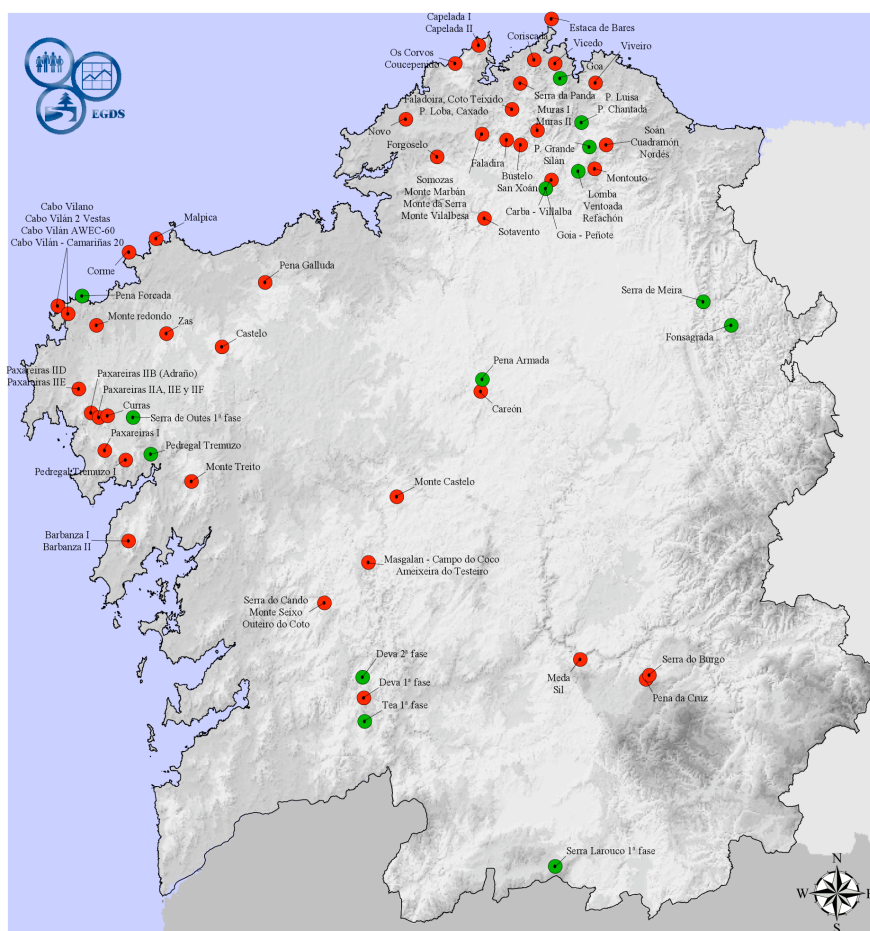 Capelada I
Capelada II
Estaca de Bares
Coriscada
Vicedo
Os Corvos
Coucepenido
Goa
Viveiro
EGDS
Serra da Panda
P. Luisa
P. Chantada
Faladoira, Coto Teixido
P. Loba, Caxado
Muras I
Muras II
Novo
Soán
Cuadramón
Nordés
Forgoselo
Faladira
P. Grande
Silán
Bustelo
San Xoán
Montouto
Somozas
Monte Marbán
Monte da Serra
Monte Vilalbesa
Lomba
Ventoada
Refachón
Carba - Villalba
Sotavento
Goia - Peñote
Cabo Vilano
Cabo Vilán 2 Vestas
Cabo Vilán AWEC-60
Cabo Vilán - Camariñas 20
Malpica
Corme
Pena Galluda
Pena Forcada
Serra de Meira
Monte redondo
Zas
Fonsagrada
Castelo
Paxareiras IID
Paxareiras IIE
Paxareiras IIB (Adraño)
Paxareiras IIA, IIE y IIF
Pena Armada
Careón
Curras
Serra de Outes 1ª fase
Paxareiras I
Pedregal Tremuzo
Pedregal Tremuzo I
Monte Treito
Monte Castelo
Barbanza I
Barbanza II
Masgalan - Campo do Coco
Ameixeira do Testeiro
Serra do Cando
Monte Seixo
Outeiro do Coto
Deva 2ª fase
Meda
Sil
Serra do Burgo
Pena da Cruz
Deva 1ª fase
Tea 1ª fase
Serra Larouco 1ª fase
N
W
E
S